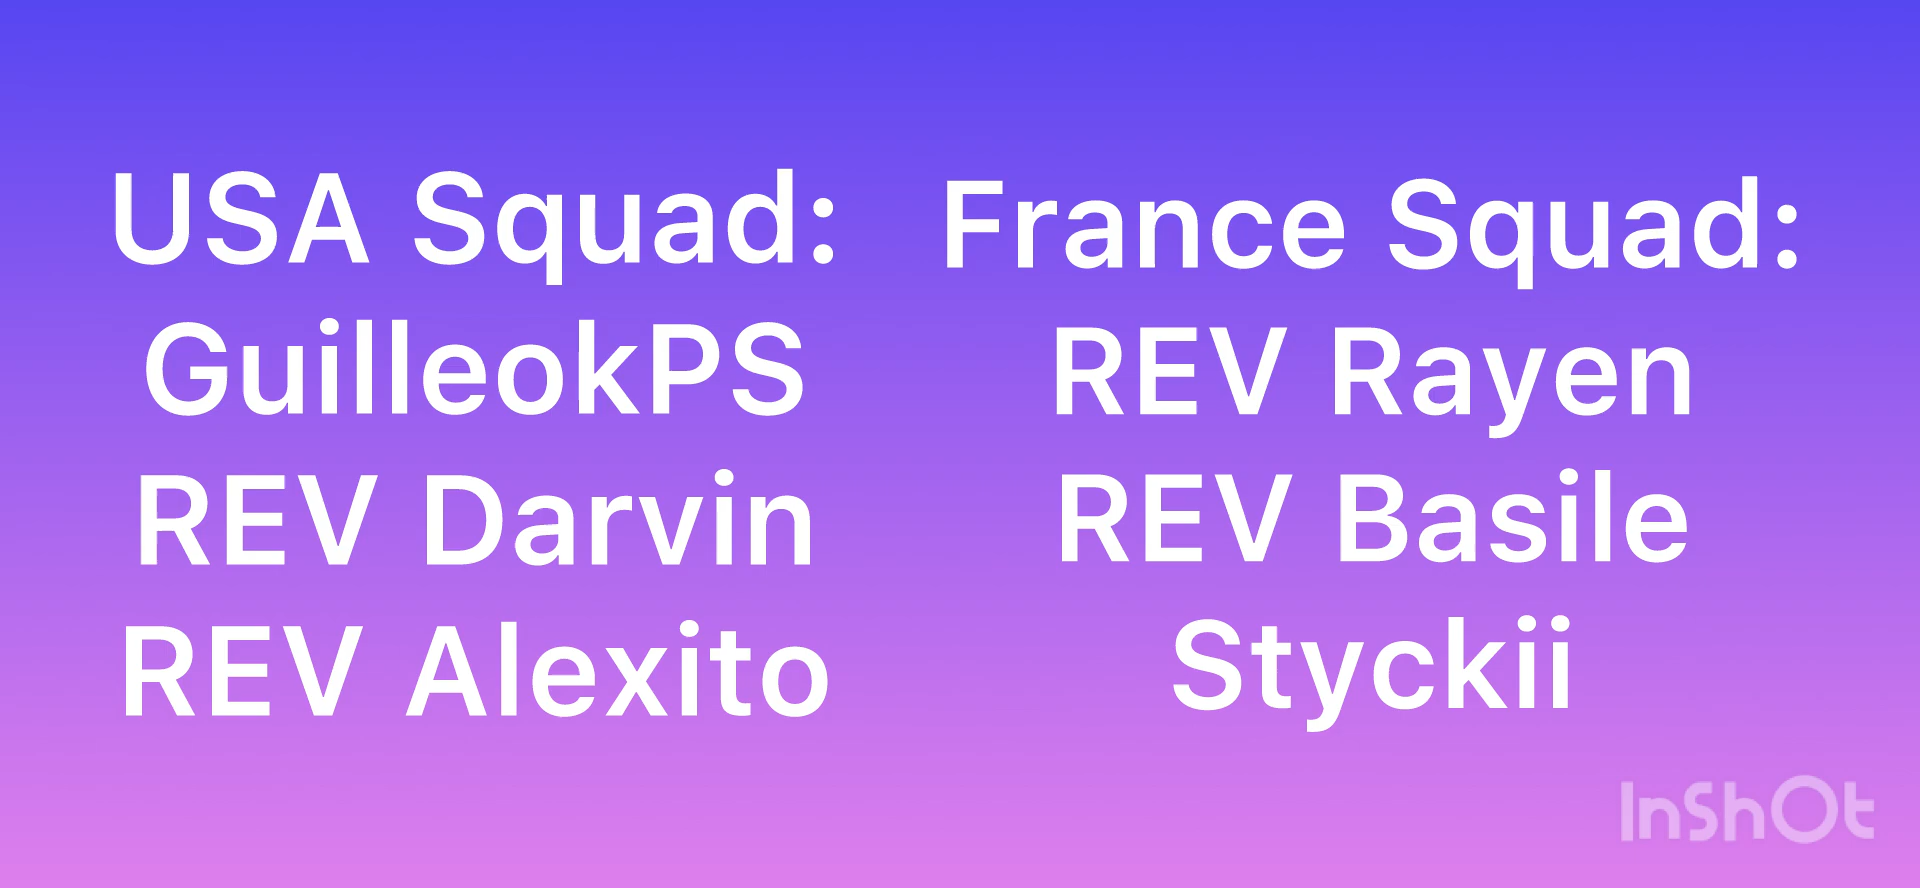 USA Squad:
GuilleokPS
REV Darvin
REV Alexito
France Squad:
REV Rayen
REV Basile
Styckii
InShOt